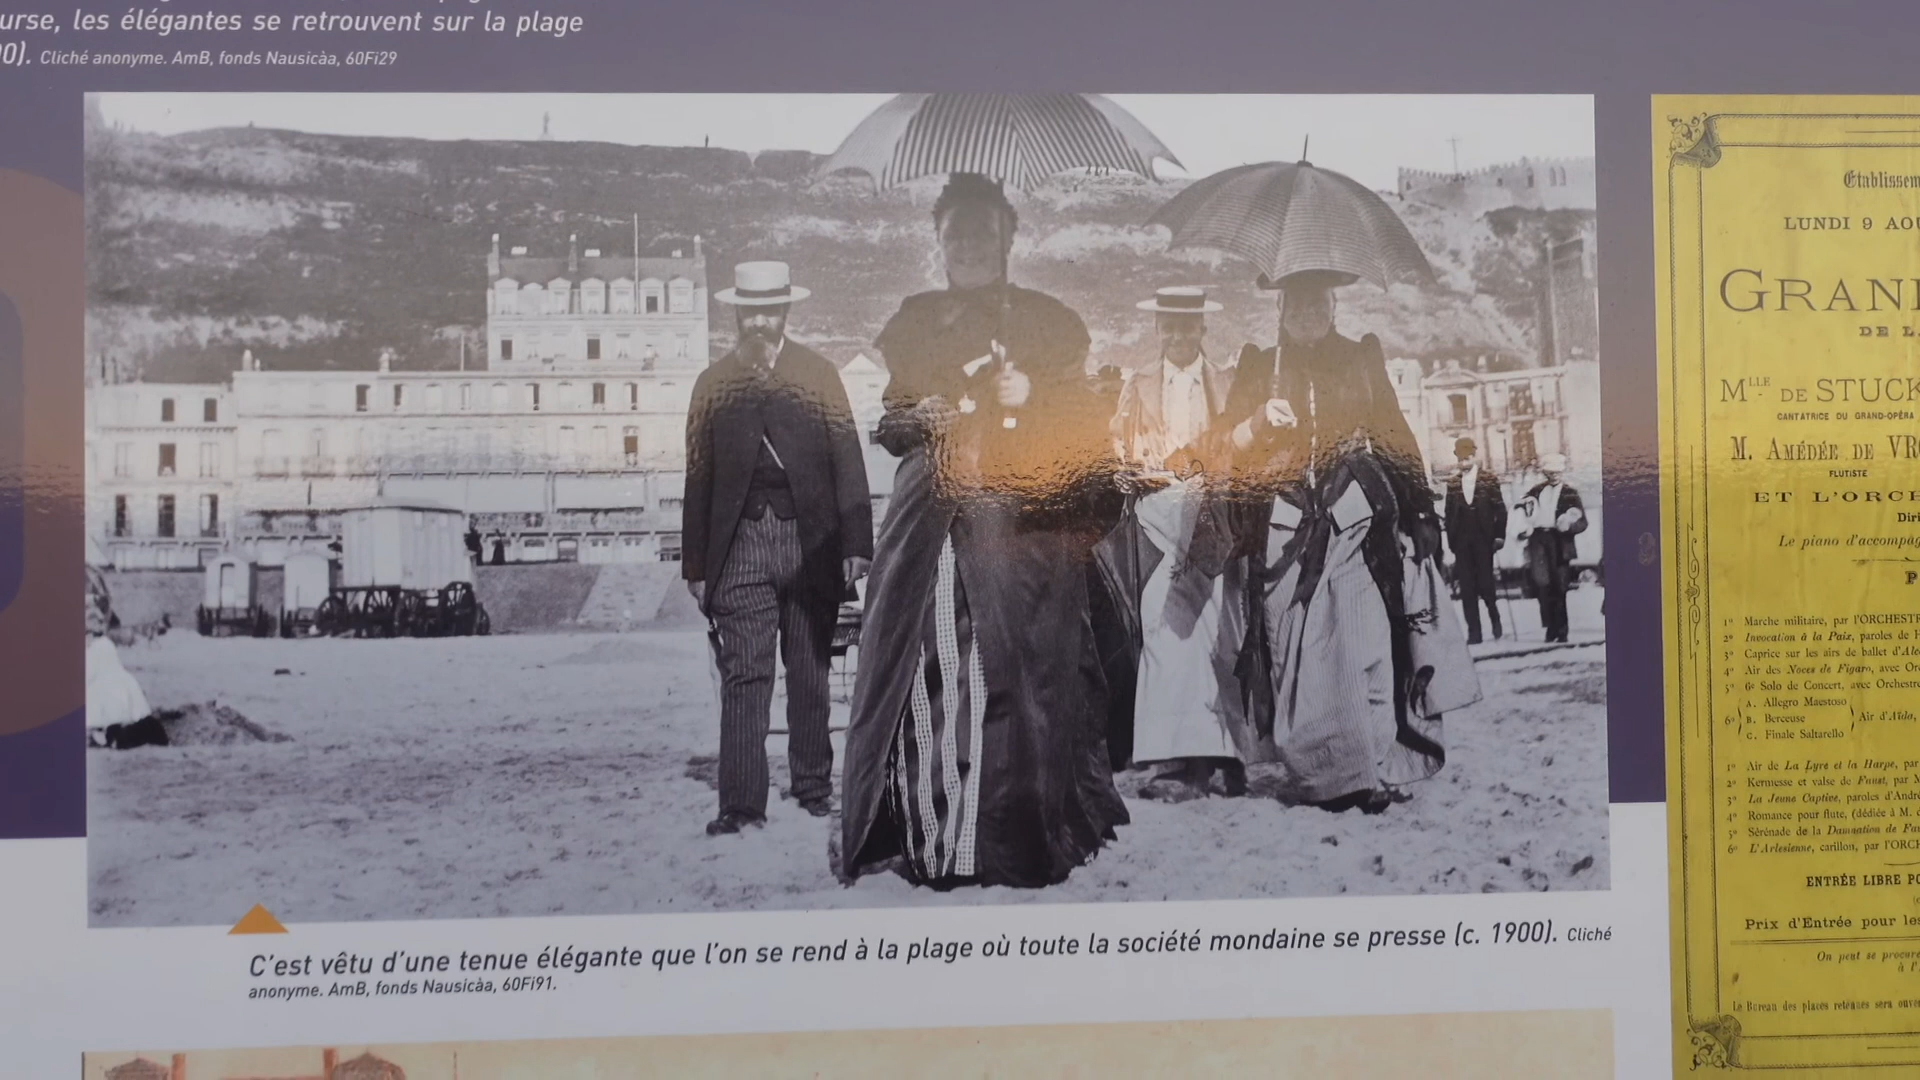 urse, les élégantes se retrouvent sur la plage
00). Cliché anonyme. AmB, fonds Nausicàa, 60Fi29
C'est vêtu d'une tenue élégante que l'on se rend à la plage où toute la société mondaine se presse (c. 1900). Cliché
anonyme. AmB, fonds Nausicàa, 60Fi91.
Etablissem
LUNDI 9 AOU
GRAN
DE L
MLLE DE STUCK
CANTATRICE DU GRAND-OPÉRA
M. AMÉDÉE DE VR
FLUTISTE
ET L'ORCH
Diri
Le piano d'accompag
P
1° Marche militaire, par l'ORCHEST
2° Invocation à la Paix, paroles de
3° Caprice sur les airs de ballet d'Al
4° Air des Noces de Figaro, avec Or
5° 6e Solo de Concert, avec Orchestr
6° A. Allegro Maestoso
B. Berceuse
C. Finale Saltarello
Air d'Aïda,
1° Air de La Lyre et la Harpe, par
2° Kermesse et valse de Faust, par M
3° La Jeune Captive, paroles d'André
4° Romance pour flute, (dédiée à M.
5° Sérénade de la Damnation de Fa
6° L'Arlesienne, carillon, par l'ORCH
ENTRÉE LIBRE PO
Prix d'Entrée pour les
On peut se procure
à l'
Le Bureau des places retenues sera ouve